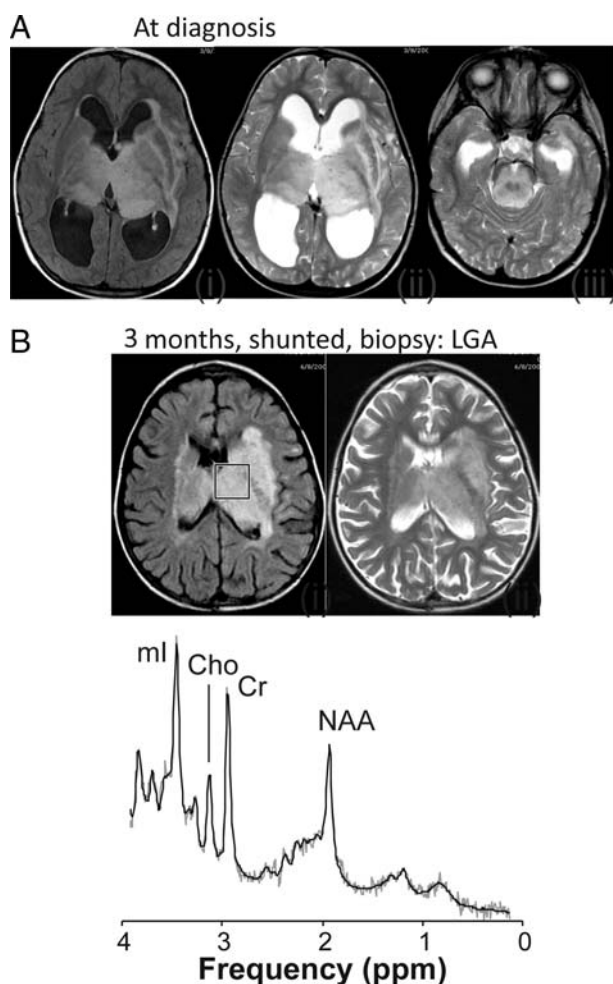 A
At diagnosis
(i)
(ii)
(iii)
B
3 months, shunted, biopsy: LGA
(i)
(ii)
mI
Cho
Cr
NAA
4 3 2 1 0
Frequency (ppm)